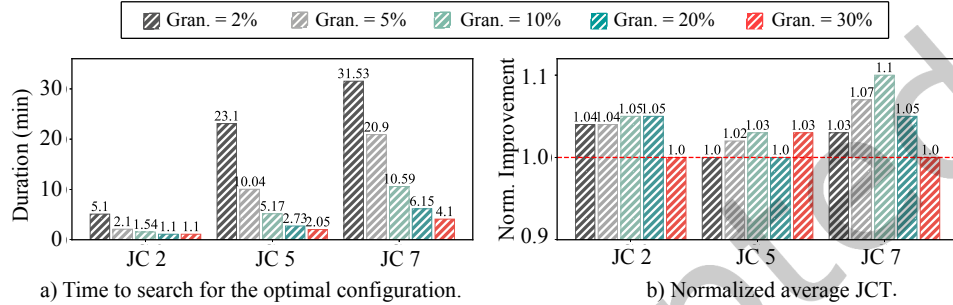 Gran. = 2% Gran. = 5% Gran. = 10% Gran. = 20% Gran. = 30%
Duration (min)
30
20
10
0
5.1 2.1 1.54 1.1 1.1
23.1 10.04 5.17 2.73 2.05
31.53 20.9 10.59 6.15 4.1
JC 2 JC 5 JC 7
a) Time to search for the optimal configuration.
Norm. Improvement
1.1
1.0
0.9
1.04 1.04 1.05 1.05 1.0
1.0 1.02 1.03 1.0 1.03
1.03 1.07 1.1 1.05 1.0
JC 2 JC 5 JC 7
b) Normalized average JCT.
nted